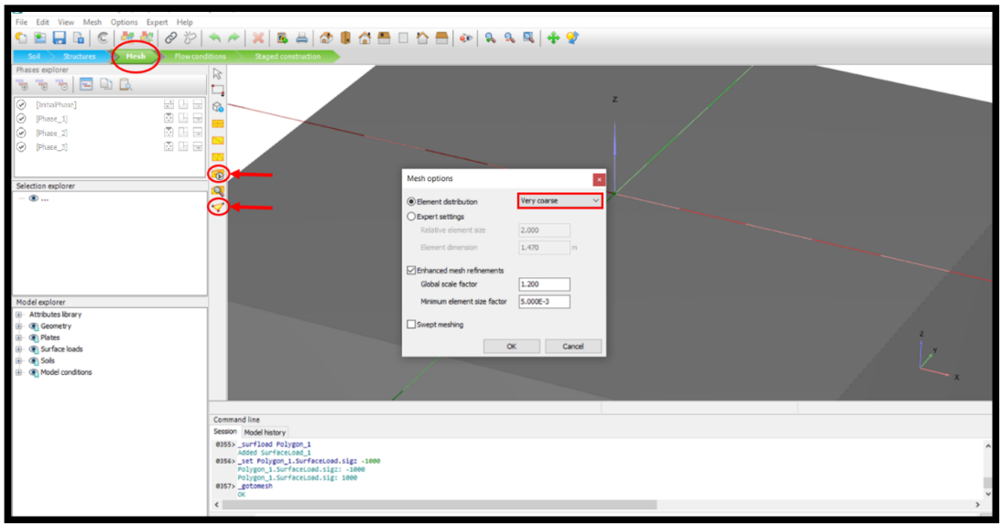 File Edit View Mesh Options Expert Help
Soil Structures Mesh Flow conditions Staged construction
Phases explorer
[InitialPhase]
[Phase_1]
[Phase_2]
[Phase_3]
Selection explorer
...
Model explorer
Attributes library
Geometry
Plates
Surface loads
Soils
Model conditions
Z
Mesh options
Element distribution Very coarse
Expert settings
Relative element size 2.000
Element dimension 1.470 m
Enhanced mesh refinements
Global scale factor 1.200
Minimum element size factor 5.000E-3
Swept meshing
OK Cancel
Z
Y
X
Command line
Session Model history
0355> _surfload Polygon_1
Added SurfaceLoad_1
0356> _set Polygon_1.SurfaceLoad.sigz -1000
Polygon_1.SurfaceLoad.sigz: -1000
Polygon_1.SurfaceLoad.sig: 1000
0357> _gotomesh
OK